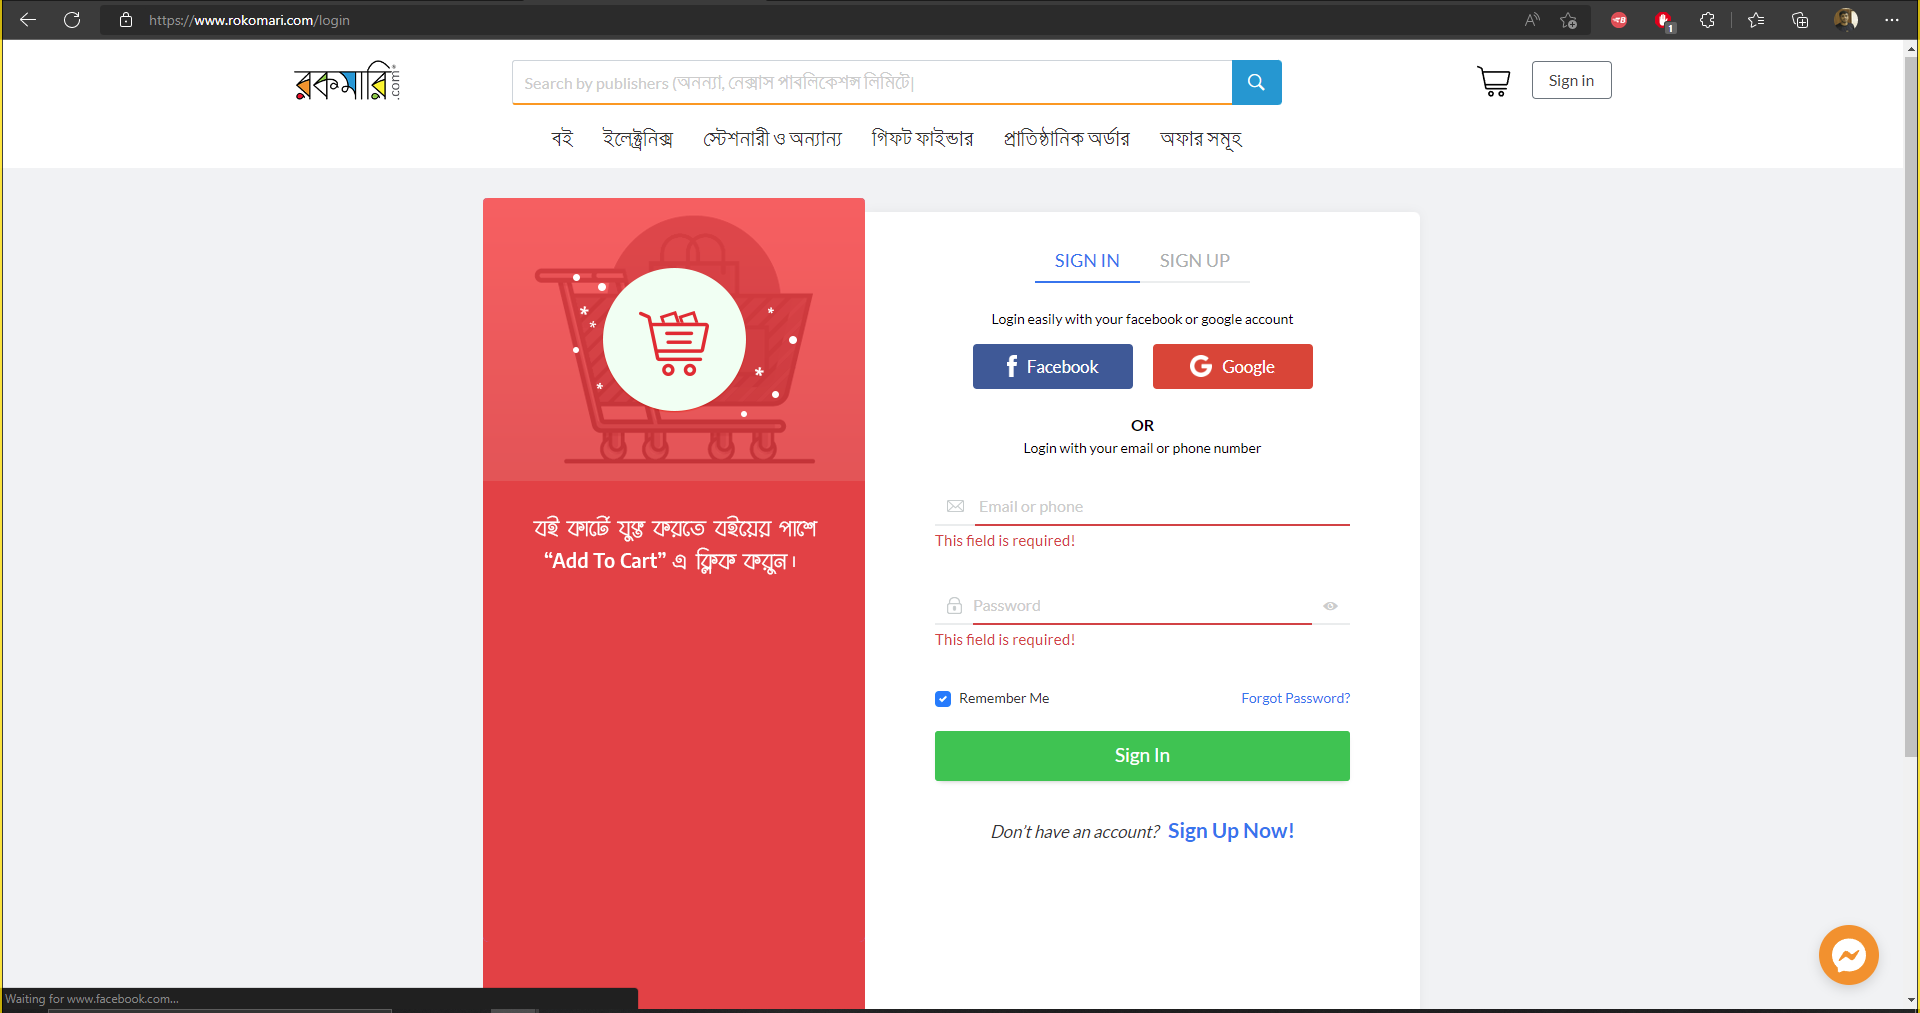 https://www.rokomari.com/login
1
রকমারি.com
Search by publishers (অনন্যা, নেক্সাস পাবলিকেশন্স লিমিটে|
Sign in
বই ইলেক্ট্রনিক্স স্টেশনারী ও অন্যান্য গিফট ফাইন্ডার প্রাতিষ্ঠানিক অর্ডার অফার সমূহ
বই কার্টে যুক্ত করতে বইয়ের পাশে
“Add To Cart” এ ক্লিক করুন।
SIGN IN SIGN UP
Login easily with your facebook or google account
Facebook Google
OR
Login with your email or phone number
Email or phone
This field is required!
Password
This field is required!
Remember Me Forgot Password?
Sign In
Don’t have an account? Sign Up Now!
Waiting for www.facebook.com...